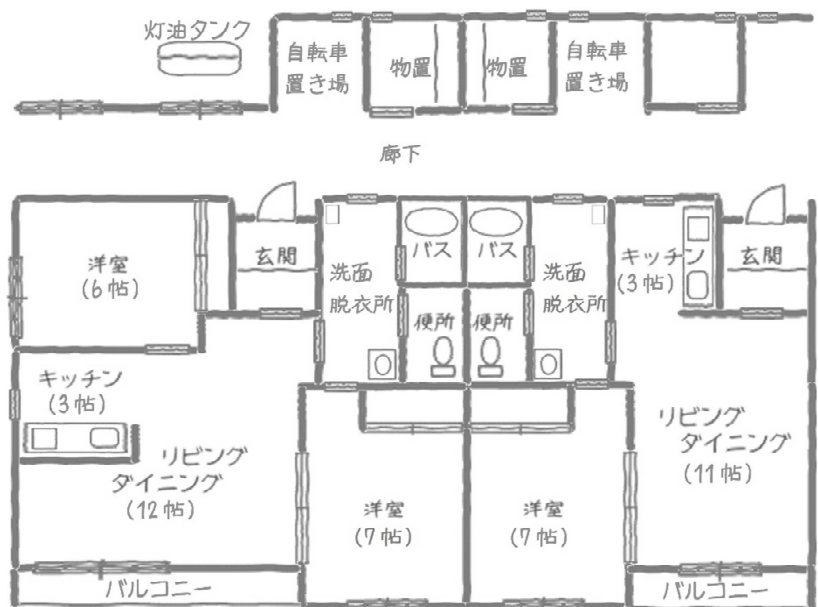 灯油タンク
自転車
置き場
物置
物置
自転車
置き場
廊下
洋室
(6帖)
玄関
洗面
脱衣所
バス
バス
洗面
脱衣所
キッチン
(3帖)
玄関
便所
便所
キッチン
(3帖)
リビング
ダイニング
(12帖)
洋室
(7帖)
洋室
(7帖)
リビング
ダイニング
(11帖)
バルコニー
バルコニー